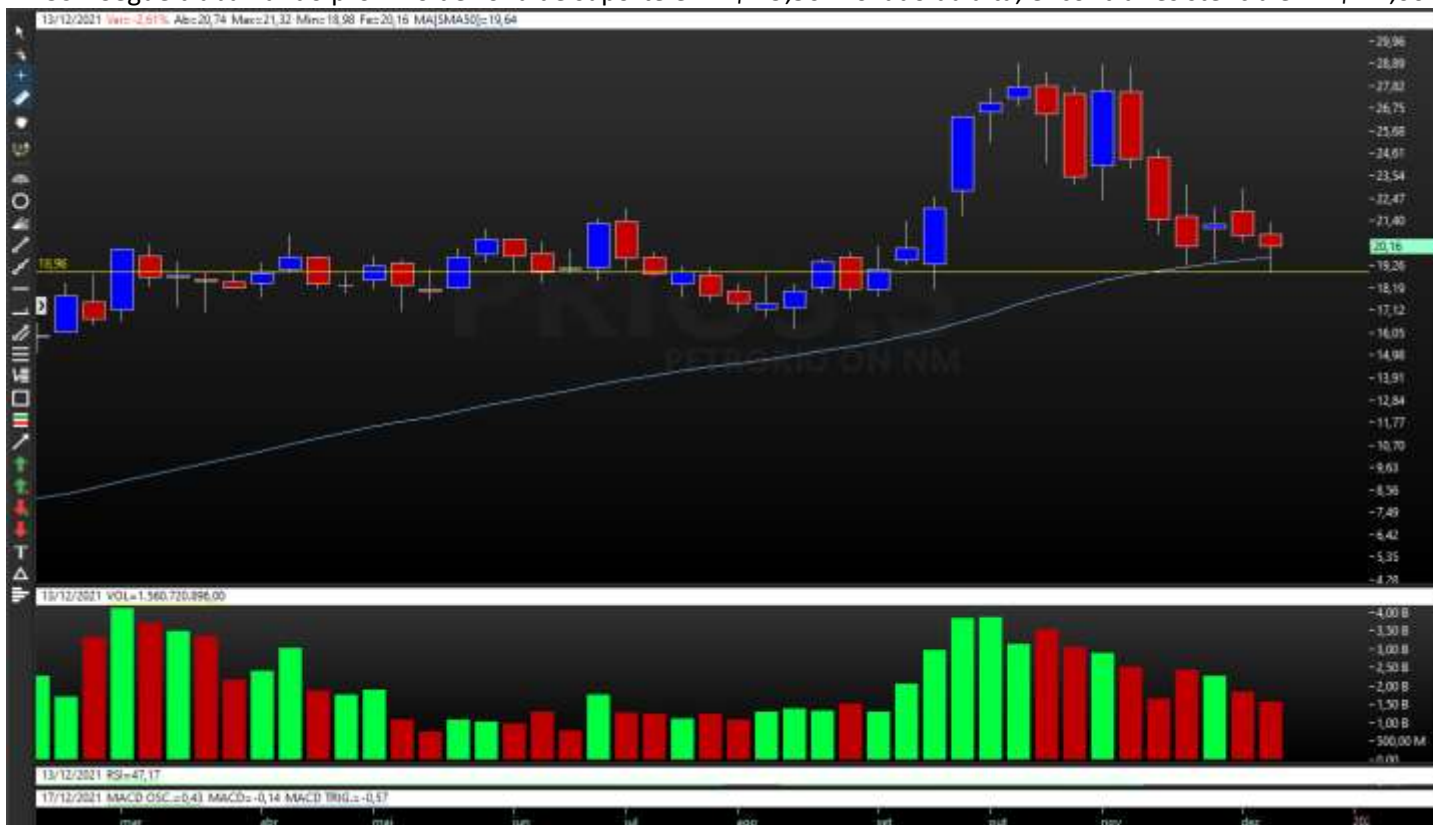 13/12/2021 Var=-2,61% Ab=20,74 Max=21,32 Min=18,98 Fe=20,16 MA[SMA50]=19,64
29,96
28,89
27,82
26,75
25,68
24,61
23,54
22,47
21,40
20,16
18,96
19,26
18,19
17,12
16,05
14,98
13,91
12,84
11,77
10,70
9,63
8,56
7,49
6,42
5,35
4,28
PETRORIO ON NM
T
13/12/2021 VOL=1.560.720.896,00
4,00 B
3,50 B
3,00 B
2,50 B
2,00 B
1,50 B
1,00 B
500,00 M
0,00
13/12/2021 RSI=47,17
17/12/2021 MACD OSC.=0,43 MACD=-0,14 MACD TRIG.=-0,57
mar abr mai jun jul ago set out nov dez